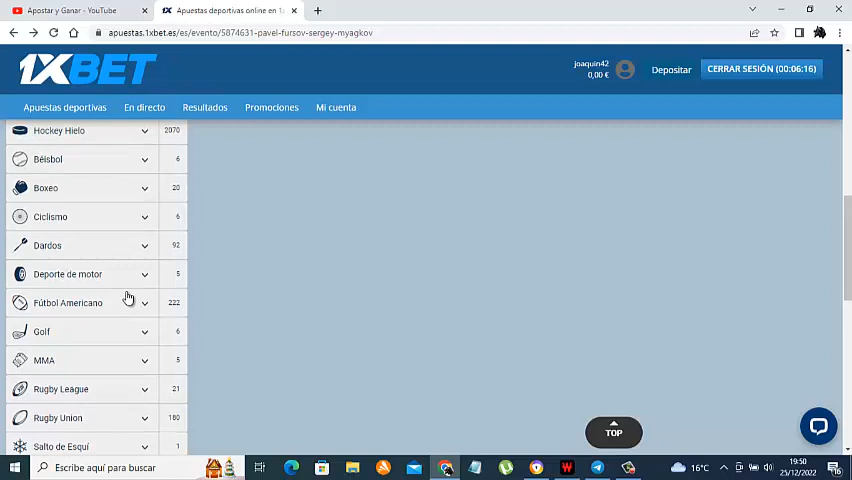 Apostar y Ganar - YouTube
Apuestas deportivas online en 1x
apuestas.1xbet.es/es/evento/5874631-pavel-fursov-sergey-myagkov
1XBET
joaquin42
0,00 €
Depositar
CERRAR SESIÓN (00:06:16)
Apuestas deportivas
En directo
Resultados
Promociones
Mi cuenta
Hockey Hielo 2070
Béisbol 6
Boxeo 20
Ciclismo 6
Dardos 92
Deporte de motor 5
Fútbol Americano 222
Golf 6
MMA 5
Rugby League 21
Rugby Union 180
Salto de Esquí 1
TOP
Escribe aquí para buscar
16°C
19:50
25/12/2022
16